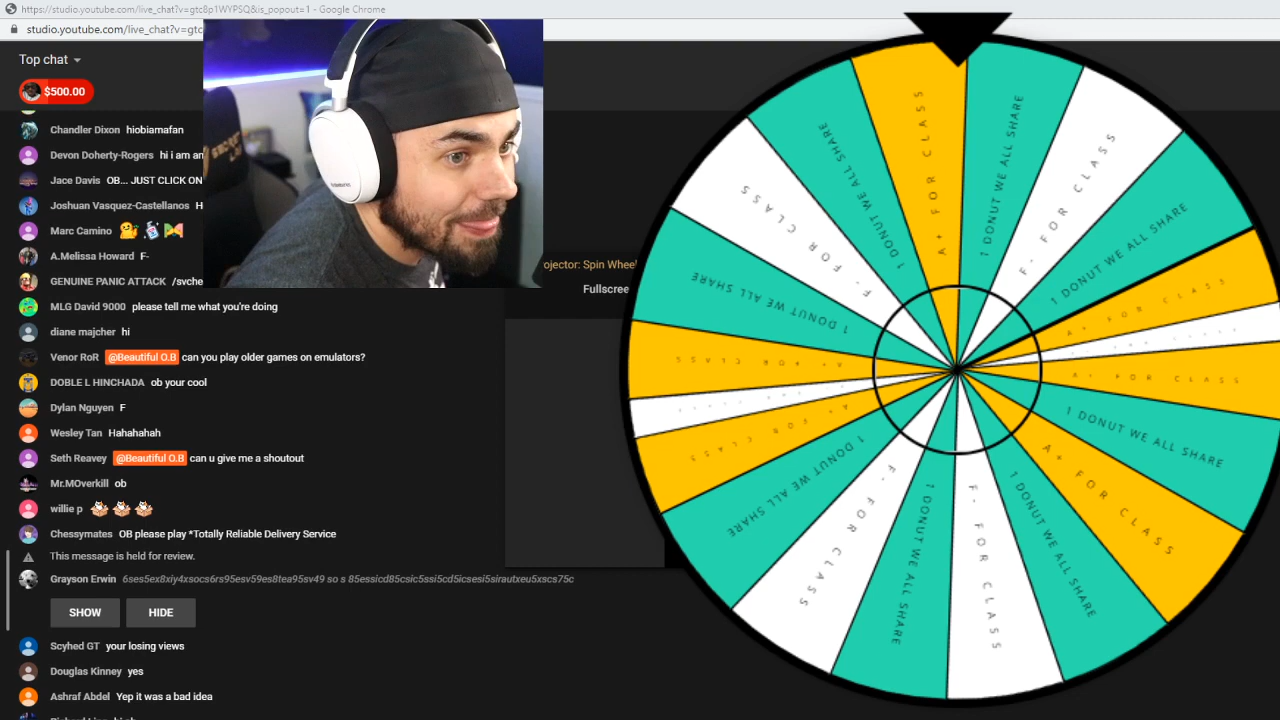 https://studio.youtube.com/live_chat?v=gtc8p1WYPSQ&is_popout=1 - Google Chrome
studio.youtube.com/live_chat?v=gtc
Top chat
$500.00
Chandler Dixon hiobiamafan
Devon Doherty-Rogers hi i am an
Jace Davis OB... JUST CLICK ON
Joshuan Vasquez-Castellanos H
Marc Camino
A.Melissa Howard F-
GENUINE PANIC ATTACK /svche
MLG David 9000 please tell me what you're doing
diane majcher hi
Venor RoR @Beautiful O.B can you play older games on emulators?
DOBLE L HINCHADA ob your cool
Dylan Nguyen F
Wesley Tan Hahahahah
Seth Reavey @Beautiful O.B can u give me a shoutout
Mr.MOverkill ob
willie p
Chessymates OB please play *Totally Reliable Delivery Service
This message is held for review.
Grayson Erwin 6ses5ex8xiy4xsocs6rs95esv59es8tea95sv49 so s 85essicd85csic5ssi5cd5icsesi5sirautxeu5xscs75c
SHOW
HIDE
Scyhed GT your losing views
Douglas Kinney yes
Ashraf Abdel Yep it was a bad idea
ojector: Spin Wheel
Fullscree
A+ FOR CLASS
1 DONUT WE ALL SHARE
F- FOR CLASS
1 DONUT WE ALL SHARE
A+ FOR CLASS
A+ FOR CLASS
1 DONUT WE ALL SHARE
A+ FOR CLASS
1 DONUT WE ALL SHARE
F- FOR CLASS
1 DONUT WE ALL SHARE
F- FOR CLASS
1 DONUT WE ALL SHARE
A+ FOR CLASS
A+ FOR CLASS
1 DONUT WE ALL SHARE
F- FOR CLASS
1 DONUT WE ALL SHARE